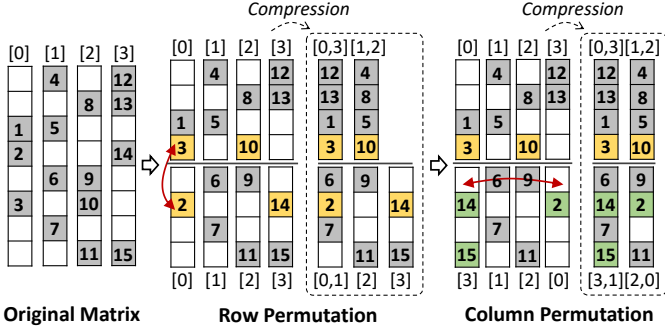 Compression
Compression
[0] [1] [2] [3]
4 12
8 13
1 5
2 14
6 9
3 10
7
11 15
Original Matrix
[0] [1] [2] [3] [0,3] [1,2]
4 12 12 4
8 13 13 8
1 5 1 5
3 10 3 10
6 9 6 9
2 14 2 14
7 7
11 15 11 15
[0] [1] [2] [3] [0,1] [2] [3]
Row Permutation
[0] [1] [2] [3] [0,3] [1,2]
4 12 12 4
8 13 13 8
1 5 1 5
3 10 3 10
6 9 6 9
14 2 14 2
7 7
15 11 15 11
[3] [1] [2] [0] [3,1] [2,0]
Column Permutation